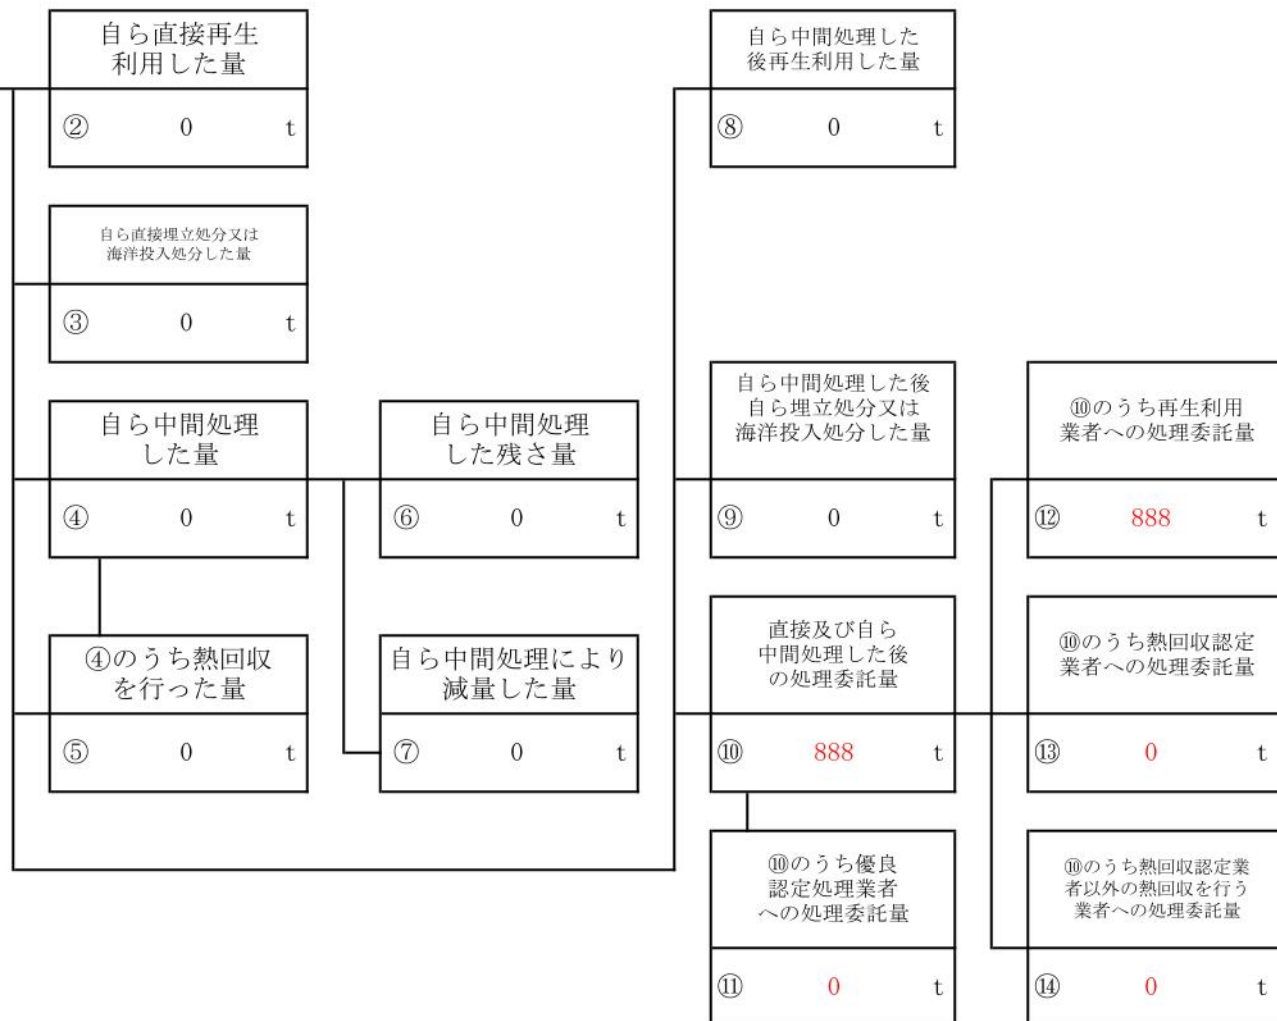 自ら直接再生
利用した量
② 0 t
自ら直接埋立処分又は
海洋投入処分した量
③ 0 t
自ら中間処理
した量
④ 0 t
④のうち熱回収
を行った量
⑤ 0 t
自ら中間処理
した残さ量
⑥ 0 t
自ら中間処理により
減量した量
⑦ 0 t
自ら中間処理した
後再生利用した量
⑧ 0 t
自ら中間処理した後
自ら埋立処分又は
海洋投入処分した量
⑨ 0 t
直接及び自ら
中間処理した後
の処理委託量
⑩ 888 t
⑩のうち優良
認定処理業者
への処理委託量
⑪ 0 t
⑩のうち再生利用
業者への処理委託量
⑫ 888 t
⑩のうち熱回収認定
業者への処理委託量
⑬ 0 t
⑩のうち熱回収認定業
者以外の熱回収を行う
業者への処理委託量
⑭ 0 t